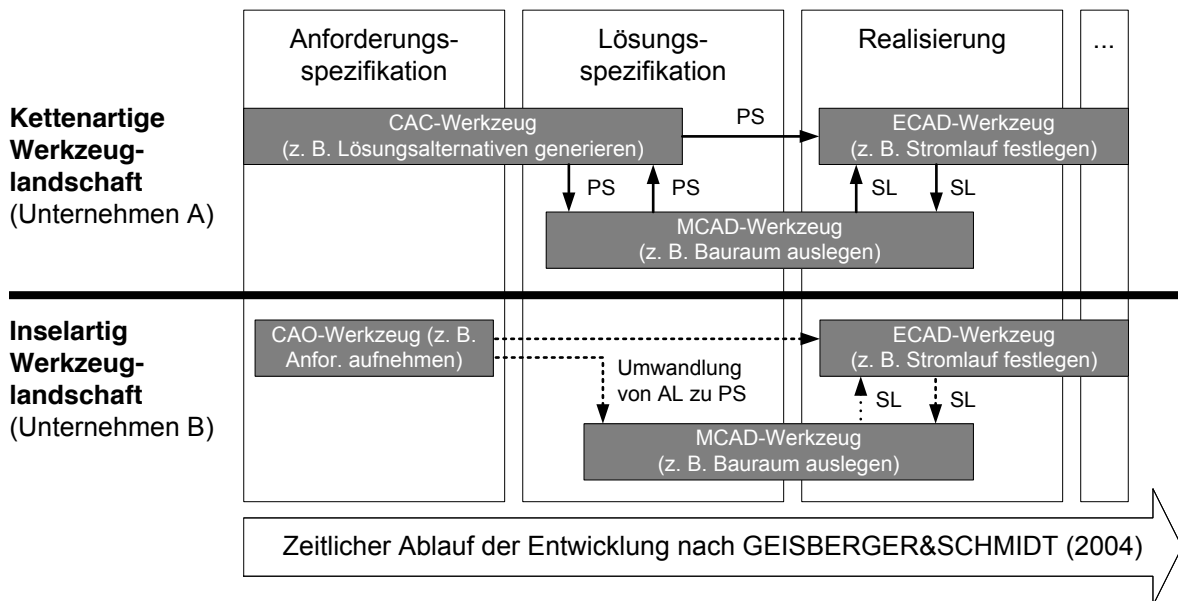 Anforderungs-
spezifikation
Lösungs-
spezifikation
Realisierung
...
Kettenartige
Werkzeug-
landschaft
(Unternehmen A)
CAC-Werkzeug
(z. B. Lösungsalternativen generieren)
PS
ECAD-Werkzeug
(z. B. Stromlauf festlegen)
PS
PS
SL
SL
MCAD-Werkzeug
(z. B. Bauraum auslegen)
Inselartig
Werkzeug-
landschaft
(Unternehmen B)
CAO-Werkzeug (z. B.
Anfor. aufnehmen)
ECAD-Werkzeug
(z. B. Stromlauf festlegen)
Umwandlung
von AL zu PS
SL
SL
MCAD-Werkzeug
(z. B. Bauraum auslegen)
Zeitlicher Ablauf der Entwicklung nach GEISBERGER&SCHMIDT (2004)